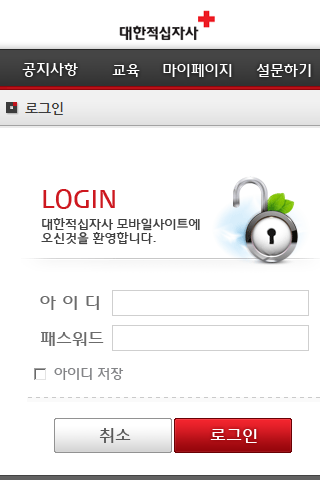 대한적십자사
공지사항 교육 마이페이지 설문하기
로그인
LOGIN
대한적십자사 모바일사이트에
오신것을 환영합니다.
아 이 디
패스워드
아이디 저장
취소 로그인